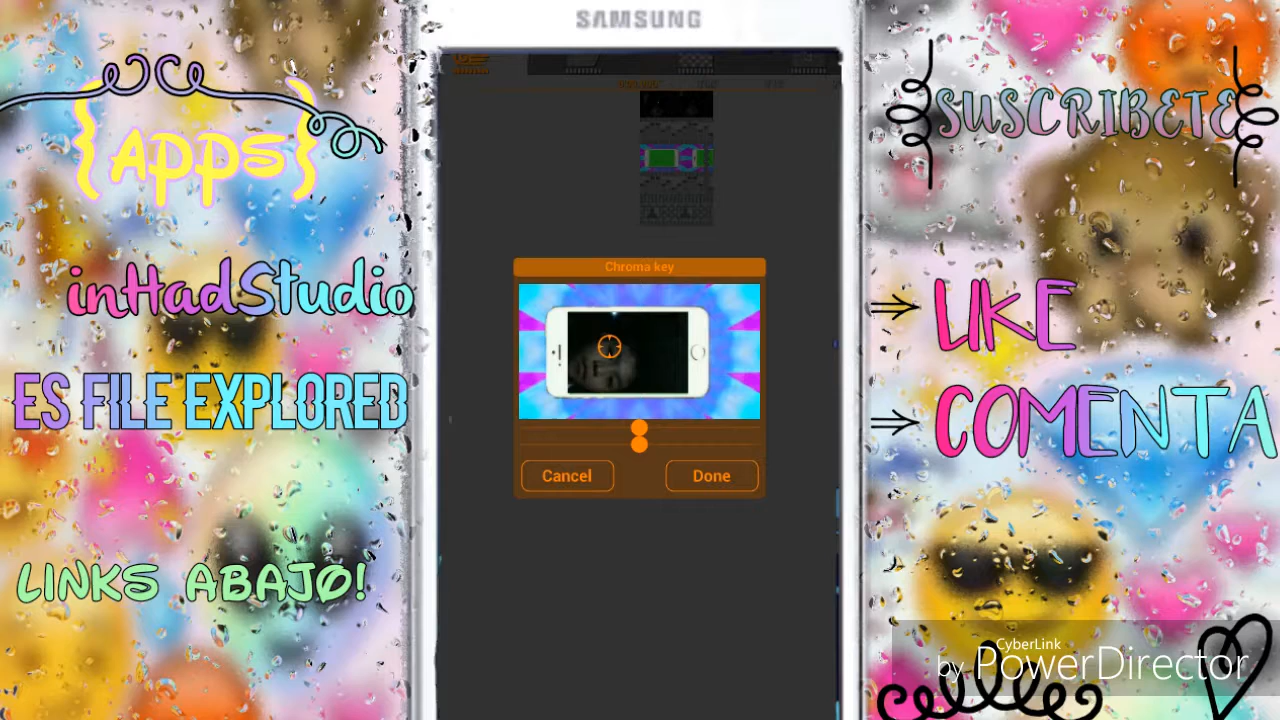 SAMSUNG
{APPS}
inHadStudio
ES FILE EXPLORED
LINKS ABAJO!
Chroma key
Cancel
Done
SUSCRIBETE
LIKE
COMENTA
CyberLink
by PowerDirector